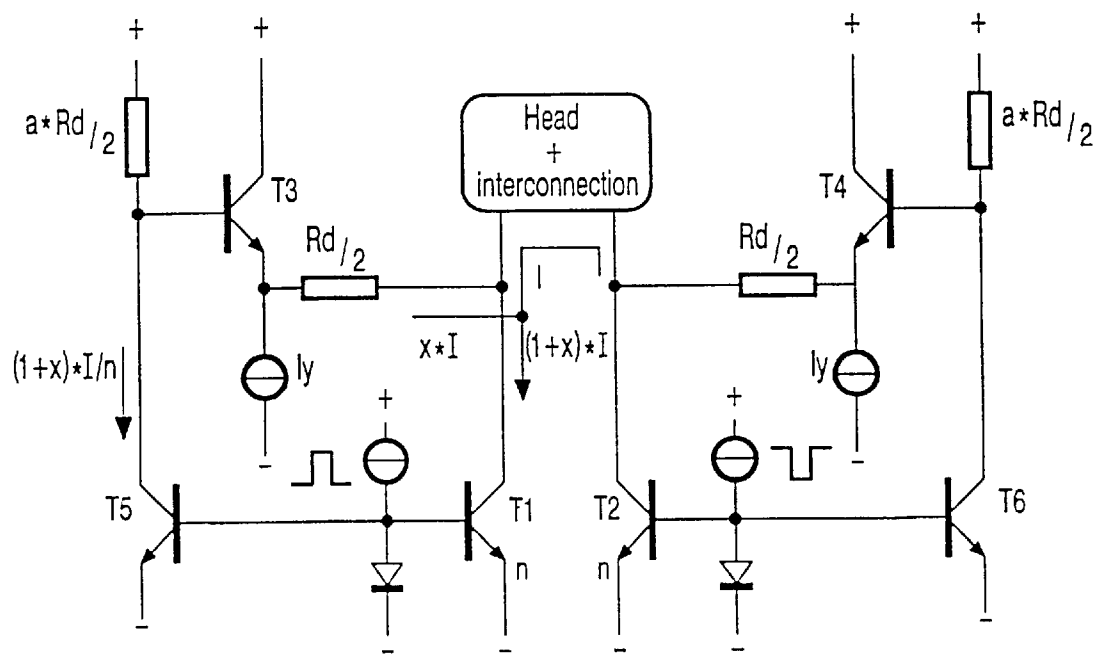 + + + +
a*Rd/2
Head
+
interconnection
a*Rd/2
T3
T4
Rd/2
Rd/2
I
x*I
(1+x)*I
(1+x)*I/n
Iy
Iy
+
+
-
-
T5
T1
T2
T6
n
n
-
-
-
-
-
-